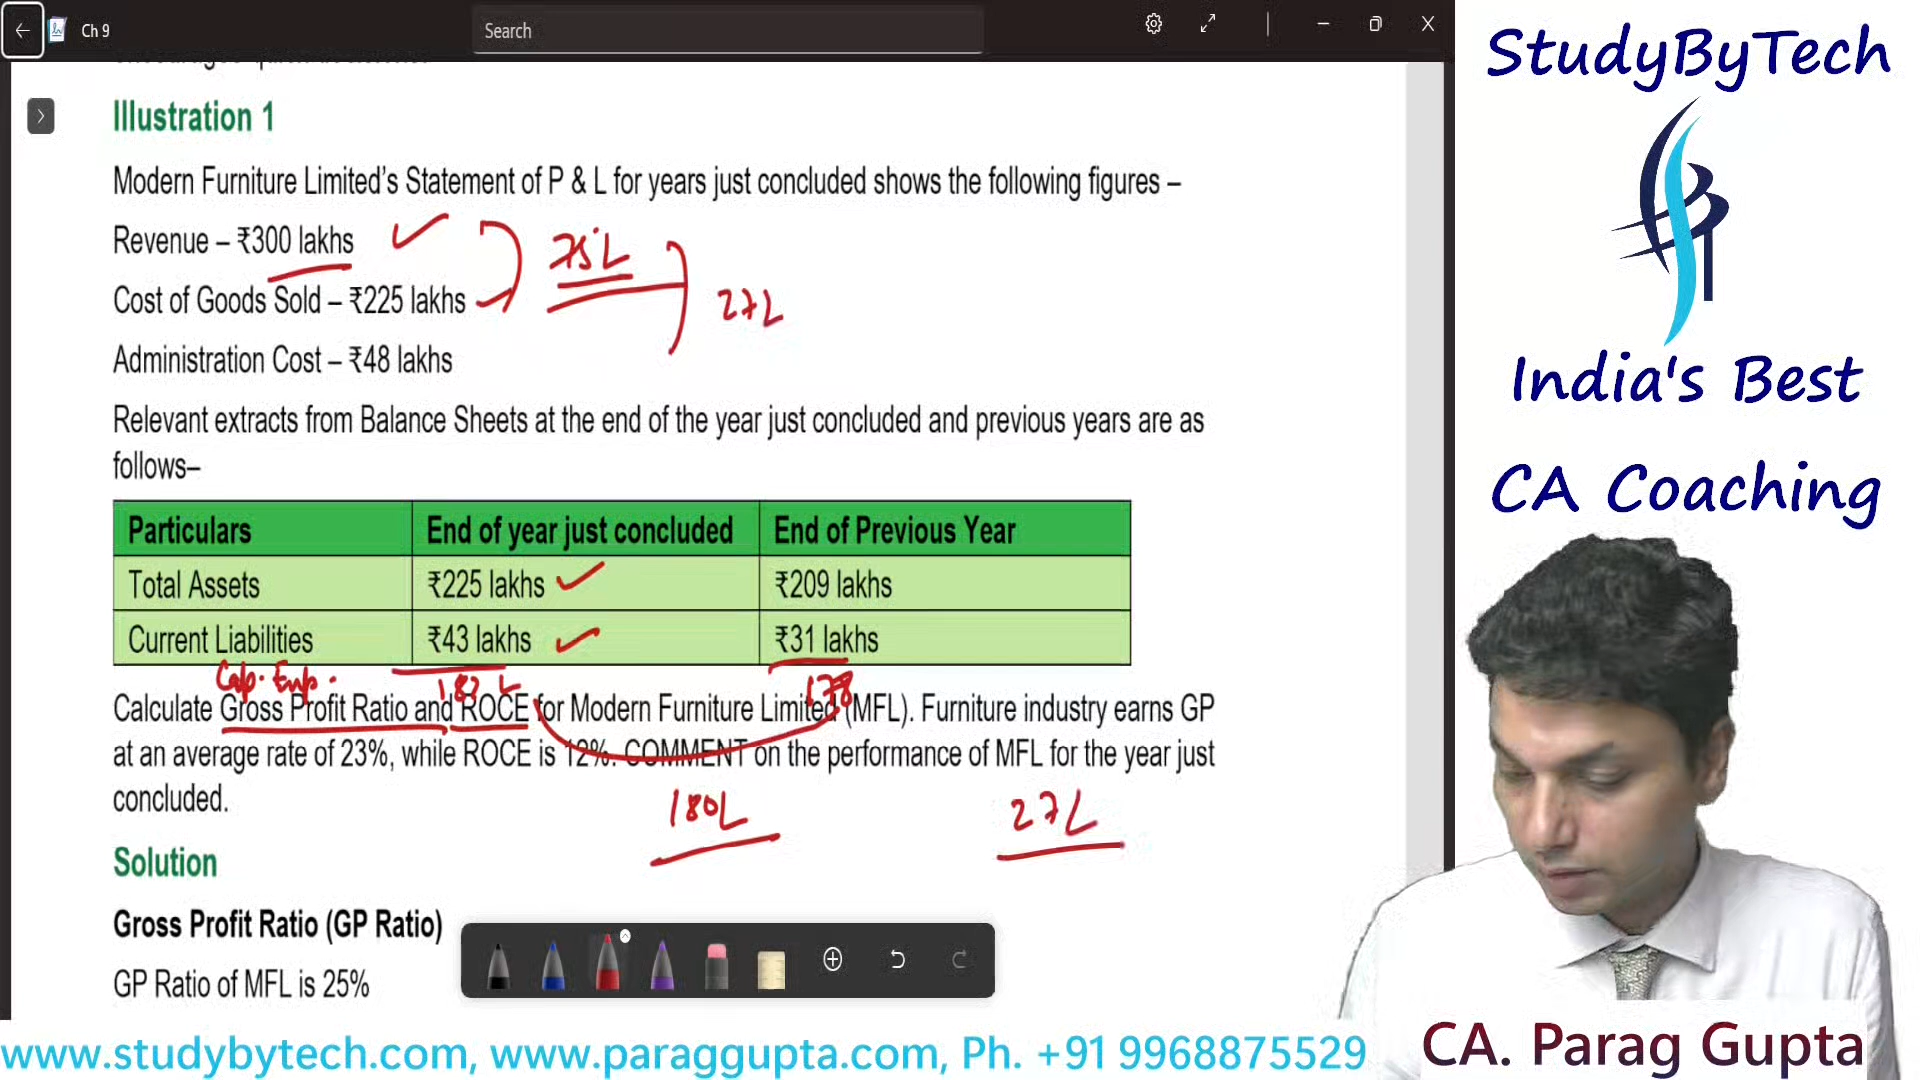 Ch 9
Search
Illustration 1
Modern Furniture Limited's Statement of P & L for years just concluded shows the following figures –
Revenue – ₹300 lakhs
75L
Cost of Goods Sold – ₹225 lakhs
27L
Administration Cost – ₹48 lakhs
Relevant extracts from Balance Sheets at the end of the year just concluded and previous years are as
follows–
Particulars End of year just concluded End of Previous Year
Total Assets ₹225 lakhs ₹209 lakhs
Current Liabilities ₹43 lakhs ₹31 lakhs
Cap. Emp. 182 L 178
Calculate Gross Profit Ratio and ROCE for Modern Furniture Limited (MFL). Furniture industry earns GP
at an average rate of 23%, while ROCE is 12%. COMMENT on the performance of MFL for the year just
concluded.
180L 27L
Solution
Gross Profit Ratio (GP Ratio)
GP Ratio of MFL is 25%
StudyByTech
India's Best
CA Coaching
www.studybytech.com, www.paraggupta.com, Ph. +91 9968875529
CA. Parag Gupta